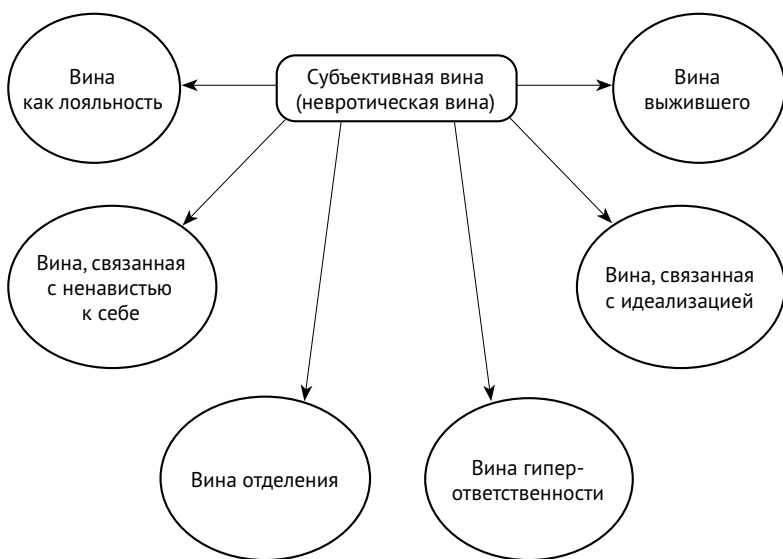 Субъективная вина
(невротическая вина)
Вина
как лояльность
Вина
выжившего
Вина, связанная
с ненавистью
к себе
Вина, связанная
с идеализацией
Вина отделения
Вина гипер-
ответственности